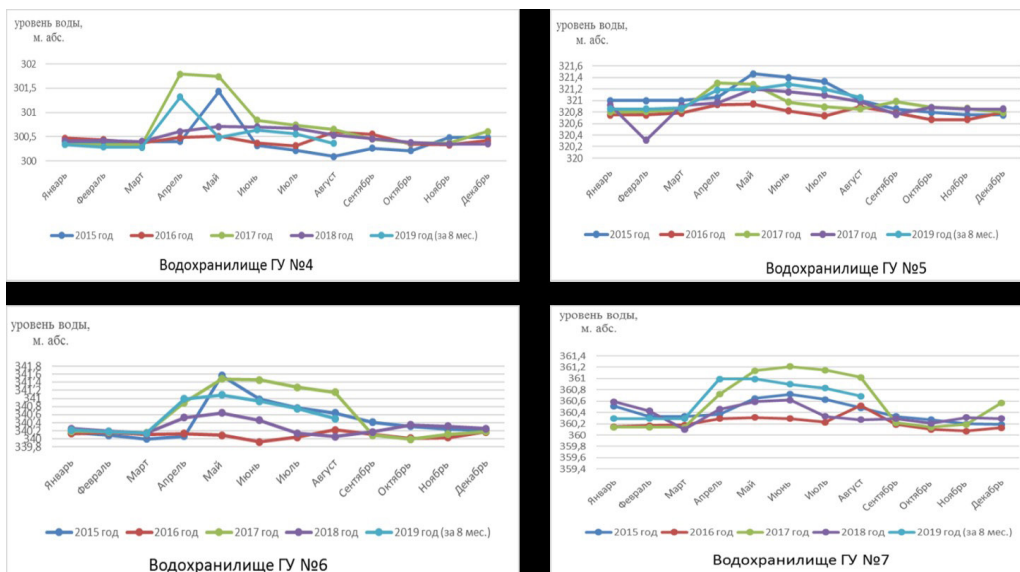 уровень воды,
м. абс.
302
301,5
301
300,5
300
Январь
Февраль
Март
Апрель
Май
Июнь
Июль
Август
Сентябрь
Октябрь
Ноябрь
Декабрь
2015 год 2016 год 2017 год 2018 год 2019 год (за 8 мес.)
Водохранилище ГУ №4
уровень воды,
м. абс.
321,6
321,4
321,2
321
320,8
320,6
320,4
320,2
320
Январь
Февраль
Март
Апрель
Май
Июнь
Июль
Август
Сентябрь
Октябрь
Ноябрь
Декабрь
2015 год 2016 год 2017 год 2017 год 2019 год (за 8 мес.)
Водохранилище ГУ №5
уровень воды,
м. абс.
341,8
341,6
341,4
341,2
341
340,8
340,6
340,4
340,2
340
339,8
Январь
Февраль
Март
Апрель
Май
Июнь
Июль
Август
Сентябрь
Октябрь
Ноябрь
Декабрь
2015 год 2016 год 2017 год 2018 год 2019 год (за 8 мес.)
Водохранилище ГУ №6
уровень воды,
м. абс.
361,4
361,2
361
360,8
360,6
360,4
360,2
360
359,8
359,6
359,4
Январь
Февраль
Март
Апрель
Май
Июнь
Июль
Август
Сентябрь
Октябрь
Ноябрь
Декабрь
2015 год 2016 год 2017 год 2018 год 2019 год (за 8 мес.)
Водохранилище ГУ №7